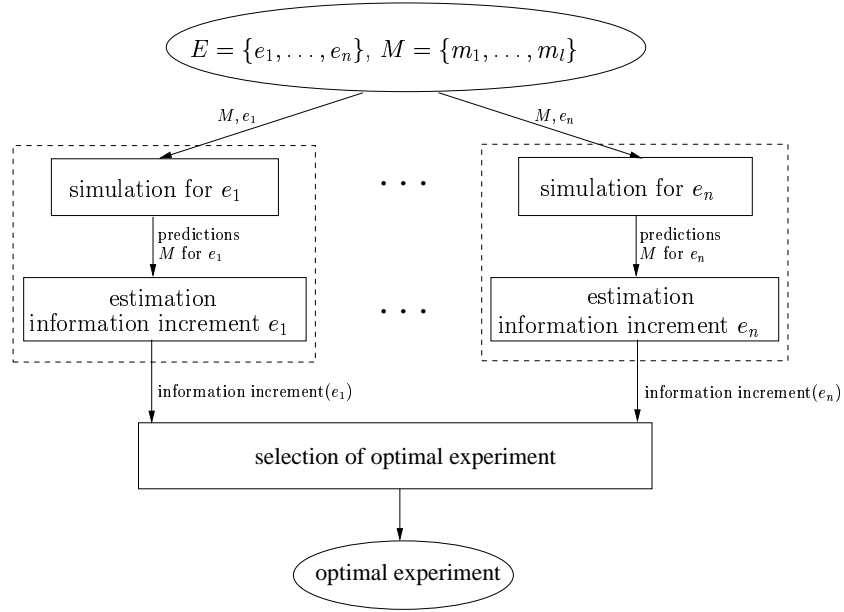 E = {e₁, . . . , eₙ}, M = {m₁, . . . , mₗ}
M, e₁
M, eₙ
simulation for e₁
. . .
simulation for eₙ
predictions
M for e₁
predictions
M for eₙ
estimation
information increment e₁
. . .
estimation
information increment eₙ
information increment(e₁)
information increment(eₙ)
selection of optimal experiment
optimal experiment